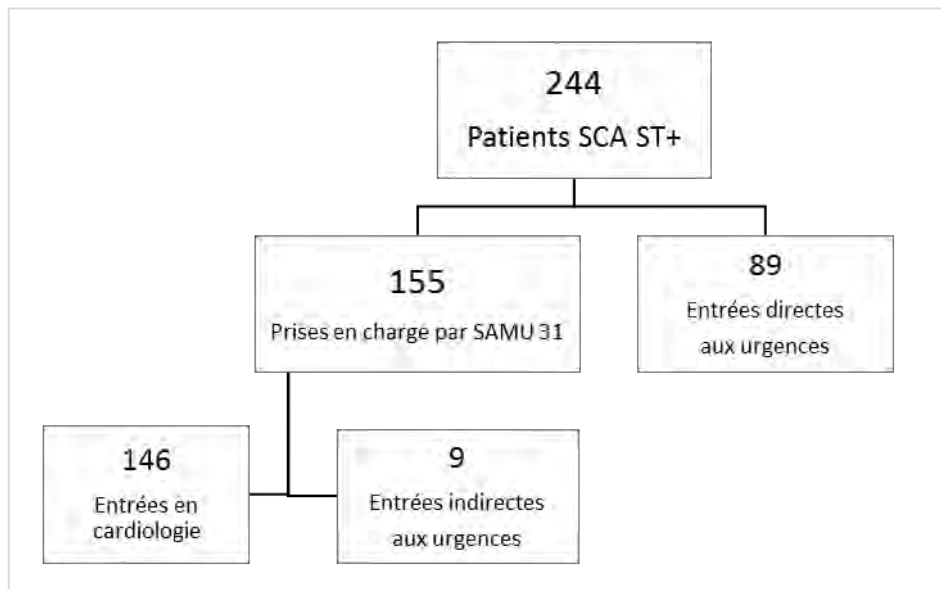 244
Patients SCA ST+
155
Prises en charge par SAMU 31
89
Entrées directes
aux urgences
146
Entrées en
cardiologie
9
Entrées indirectes
aux urgences